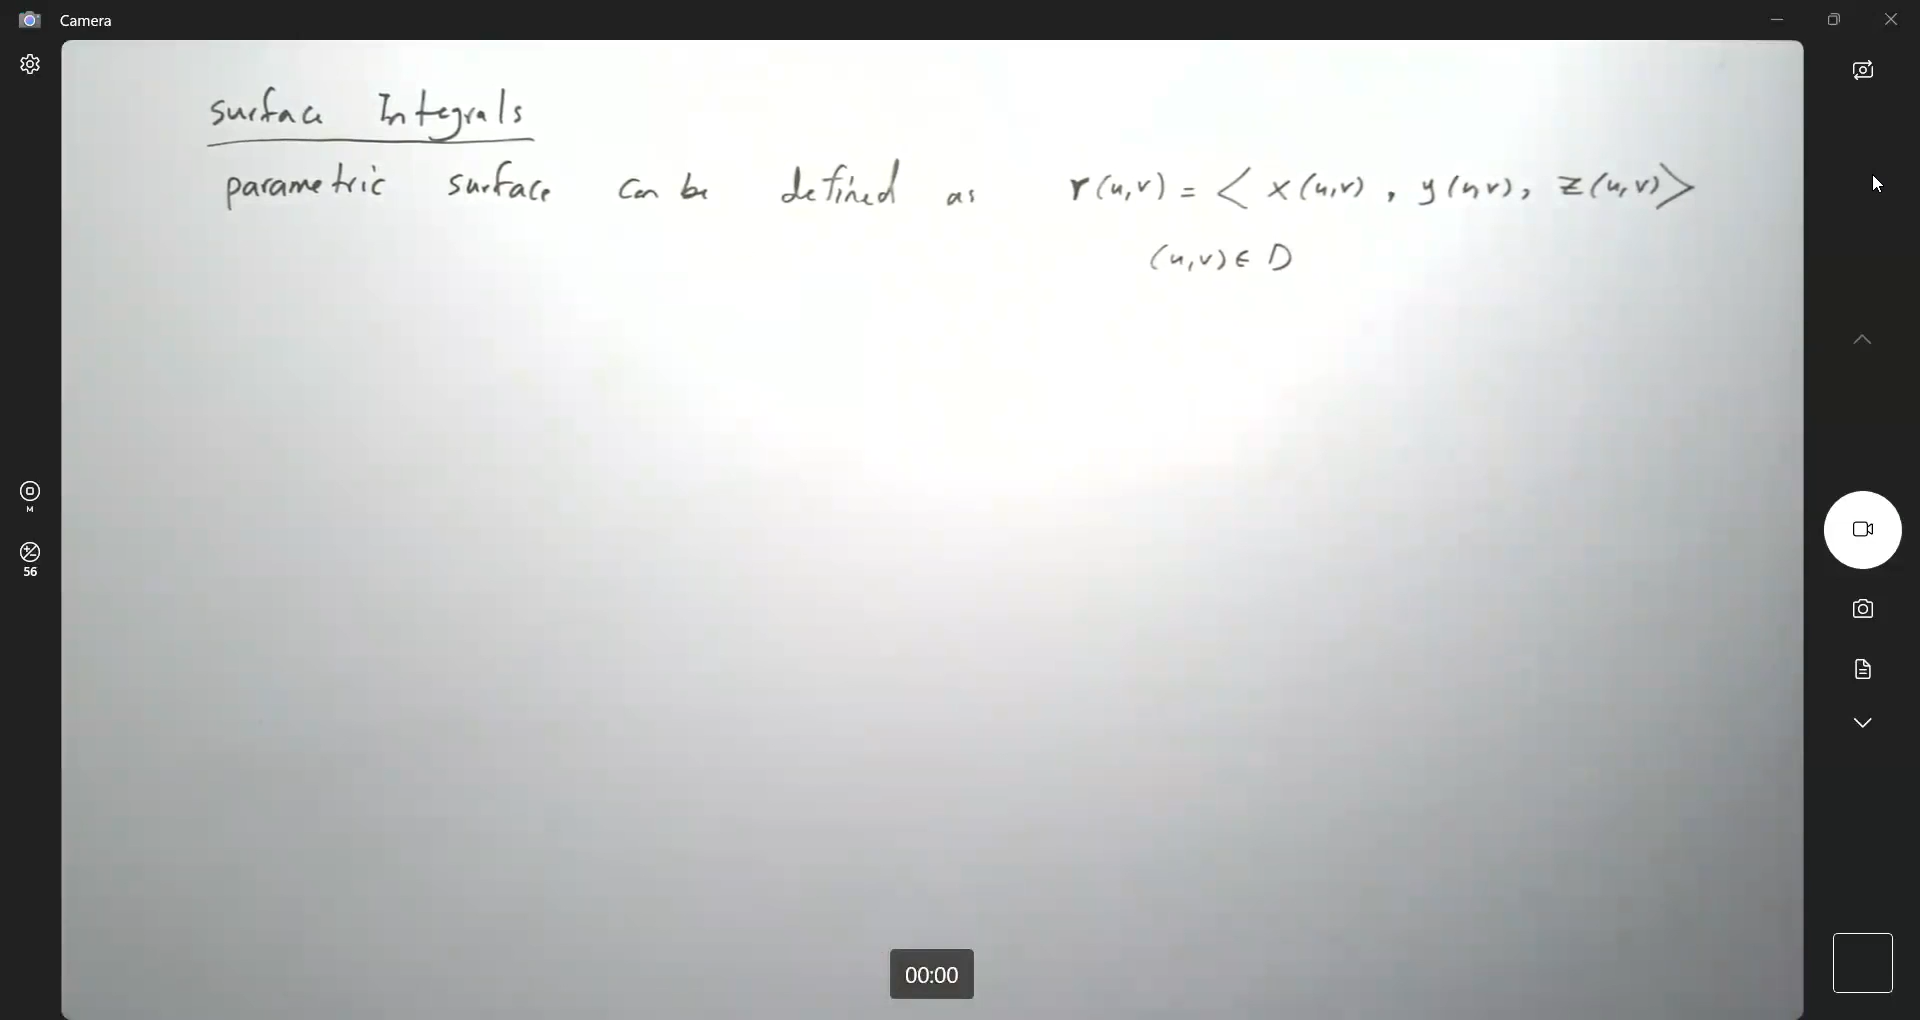 Camera
surface Integrals
parametric surface can be defined as r(u,v) = < x(u,v), y(u,v), z(u,v)>
(u,v) ∈ D
M
56
00:00